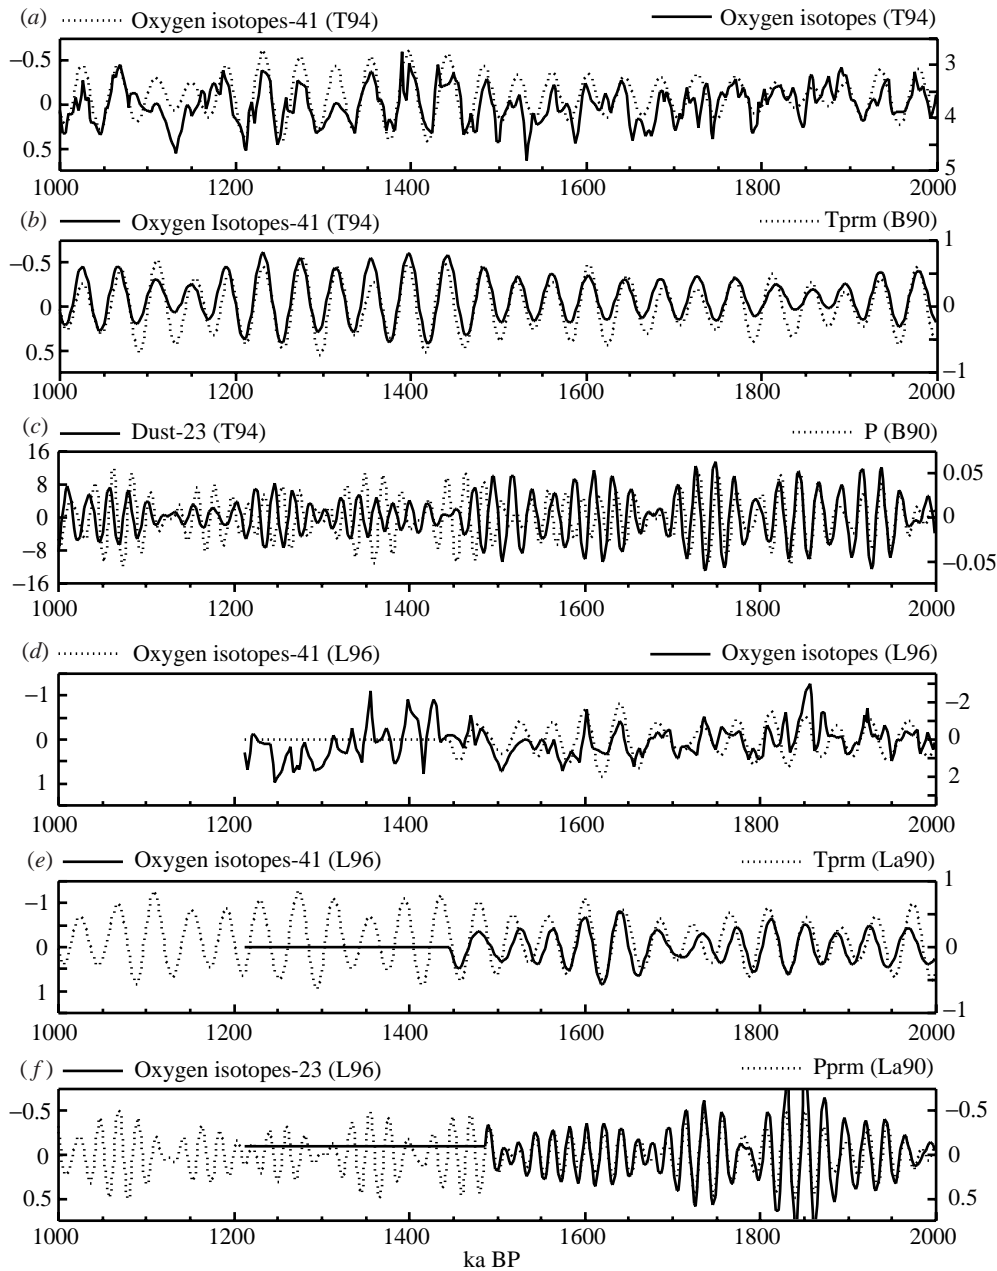 (a) Oxygen isotopes-41 (T94) Oxygen isotopes (T94)
−0.5 3
0 4
0.5 5
1000 1200 1400 1600 1800 2000
(b) Oxygen Isotopes-41 (T94) Tprm (B90)
1
−0.5
0 0
0.5
−1
1000 1200 1400 1600 1800 2000
(c) Dust-23 (T94) P (B90)
16
8 0.05
0 0
−8 −0.05
−16
1000 1200 1400 1600 1800 2000
(d) Oxygen isotopes-41 (L96) Oxygen isotopes (L96)
−1 −2
0 0
1 2
1000 1200 1400 1600 1800 2000
(e) Oxygen isotopes-41 (L96) Tprm (La90)
1
−1
0 0
1
−1
1000 1200 1400 1600 1800 2000
(f) Oxygen isotopes-23 (L96) Pprm (La90)
−0.5 −0.5
0 0
0.5 0.5
1000 1200 1400 1600 1800 2000
ka BP